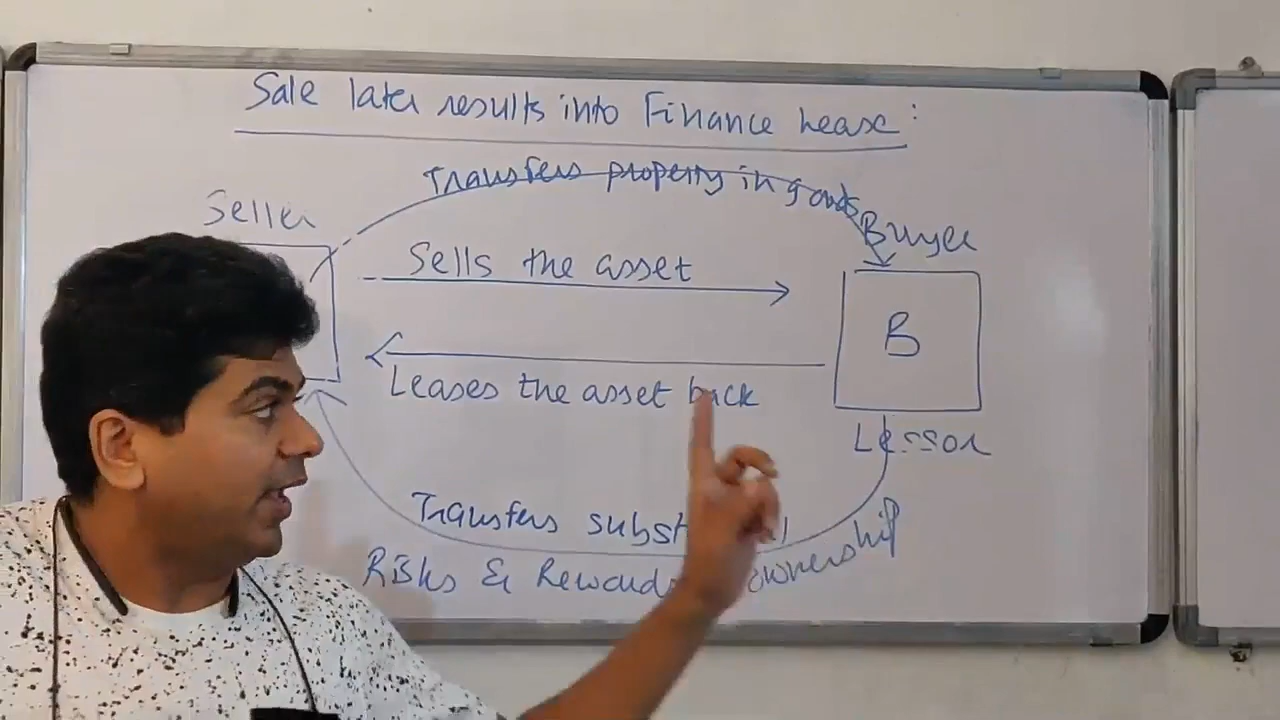 Sale later results into Finance Lease:
Transfers property in goods
Seller
Buyer
Sells the asset
B
Leases the asset back
Lessor
Transfers
Risks & Rewards ownership